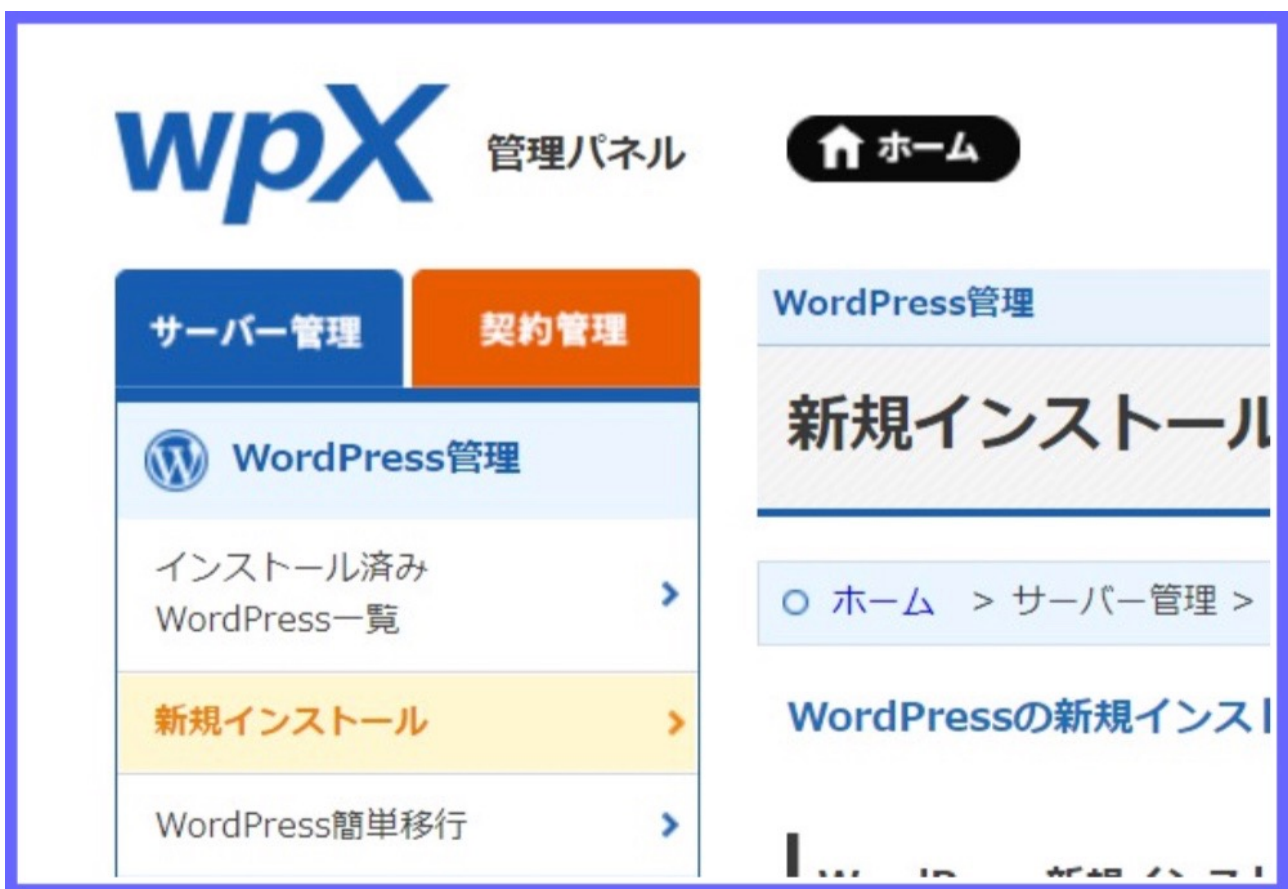 wpX 管理パネル ホーム
サーバー管理 契約管理
WordPress管理
インストール済み
WordPress一覧
新規インストール
WordPress簡単移行
WordPress管理
新規インストール
ホーム > サーバー管理 >
WordPressの新規インス